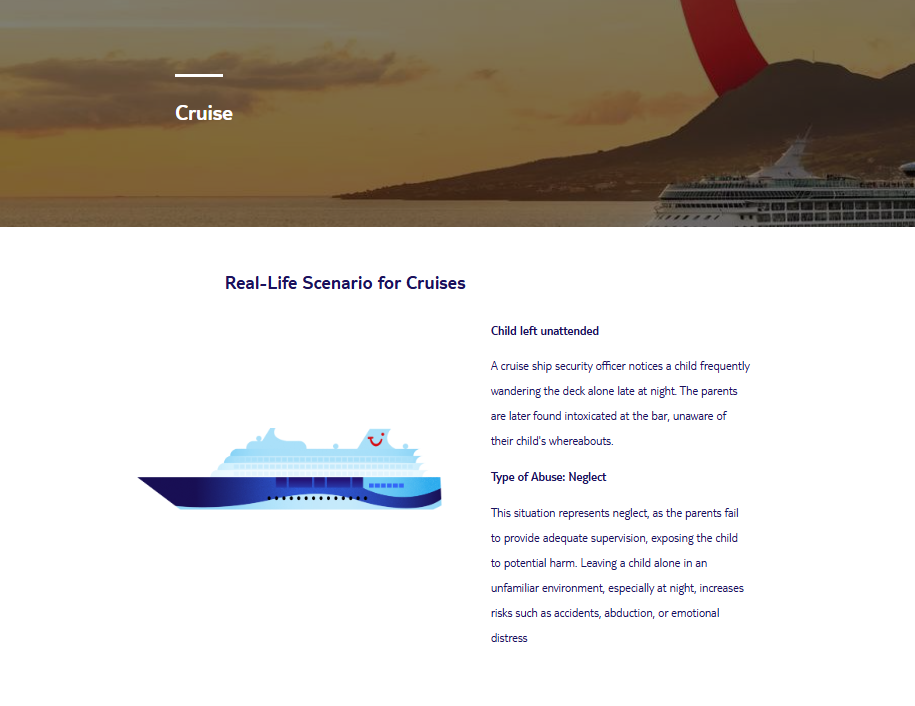 Cruise
Real-Life Scenario for Cruises
Child left unattended
A cruise ship security officer notices a child frequently
wandering the deck alone late at night. The parents
are later found intoxicated at the bar, unaware of
their child's whereabouts.
Type of Abuse: Neglect
This situation represents neglect, as the parents fail
to provide adequate supervision, exposing the child
to potential harm. Leaving a child alone in an
unfamiliar environment, especially at night, increases
risks such as accidents, abduction, or emotional
distress